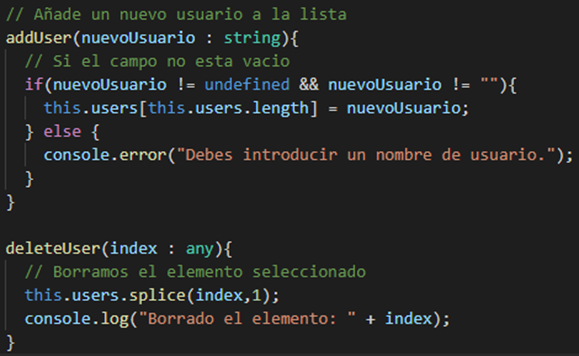 // Añade un nuevo usuario a la lista
addUser(nuevoUsuario : string){
  // Si el campo no esta vacio
  if(nuevoUsuario != undefined && nuevoUsuario != ""){
    this.users[this.users.length] = nuevoUsuario;
  } else {
    console.error("Debes introducir un nombre de usuario.");
  }
}

deleteUser(index : any){
  // Borramos el elemento seleccionado
  this.users.splice(index,1);
  console.log("Borrado el elemento: " + index);
}